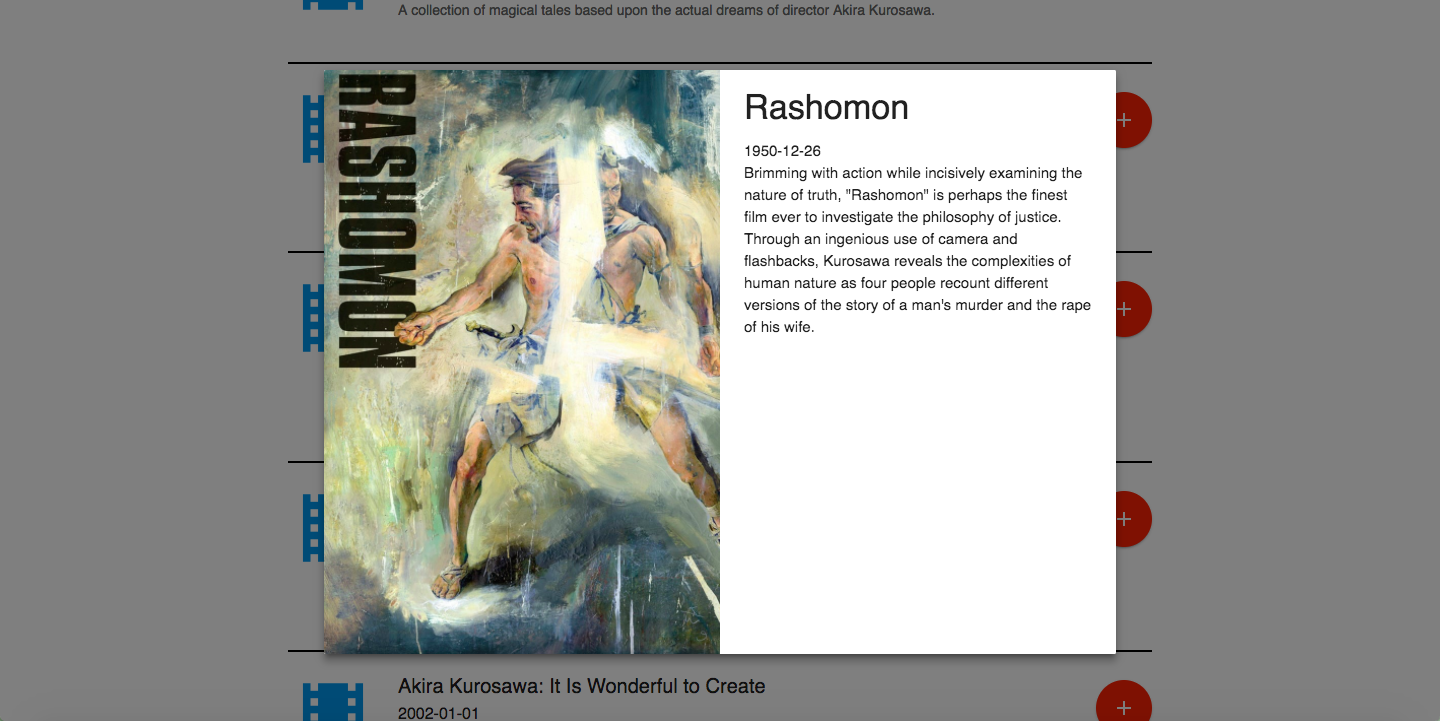 A collection of magical tales based upon the actual dreams of director Akira Kurosawa.
RASHOMON
Rashomon
1950-12-26
Brimming with action while incisively examining the
nature of truth, "Rashomon" is perhaps the finest
film ever to investigate the philosophy of justice.
Through an ingenious use of camera and
flashbacks, Kurosawa reveals the complexities of
human nature as four people recount different
versions of the story of a man's murder and the rape
of his wife.
Akira Kurosawa: It Is Wonderful to Create
2002-01-01